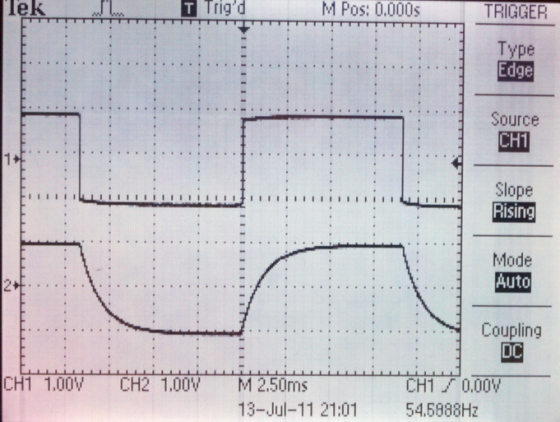 Tek T Trig'd M Pos: 0.000s TRIGGER
Type
Edge
Source
CH1
Slope
Rising
Mode
Auto
Coupling
DC
1
2
CH1 1.00V CH2 1.00V M 2.50ms CH1 0.00V
13-Jul-11 21:01 54.5888Hz